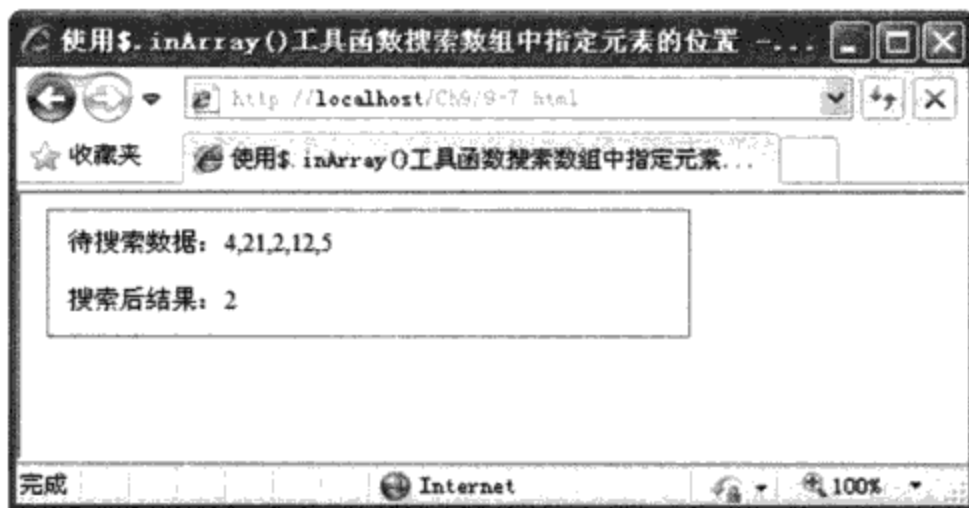 使用$.inArray()工具函数搜索数组中指定元素的位置 -...
http //localhost/Ch9/9-7 html
收藏夹
使用$.inArray()工具函数搜索数组中指定元素...
待搜索数据：4,21,2,12,5
搜索后结果：2
完成
Internet
100%